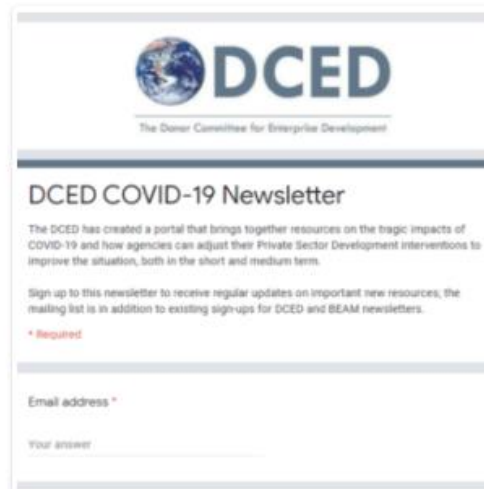 DCED
The Donor Committee for Enterprise Development
DCED COVID-19 Newsletter
The DCED has created a portal that brings together resources on the tragic impacts of
COVID-19 and how agencies can adjust their Private Sector Development interventions to
improve the situation, both in the short and medium term.
Sign up to this newsletter to receive regular updates on important new resources; the
mailing list is in addition to existing sign-ups for DCED and BEAM newsletters.
* Required
Email address *
Your answer